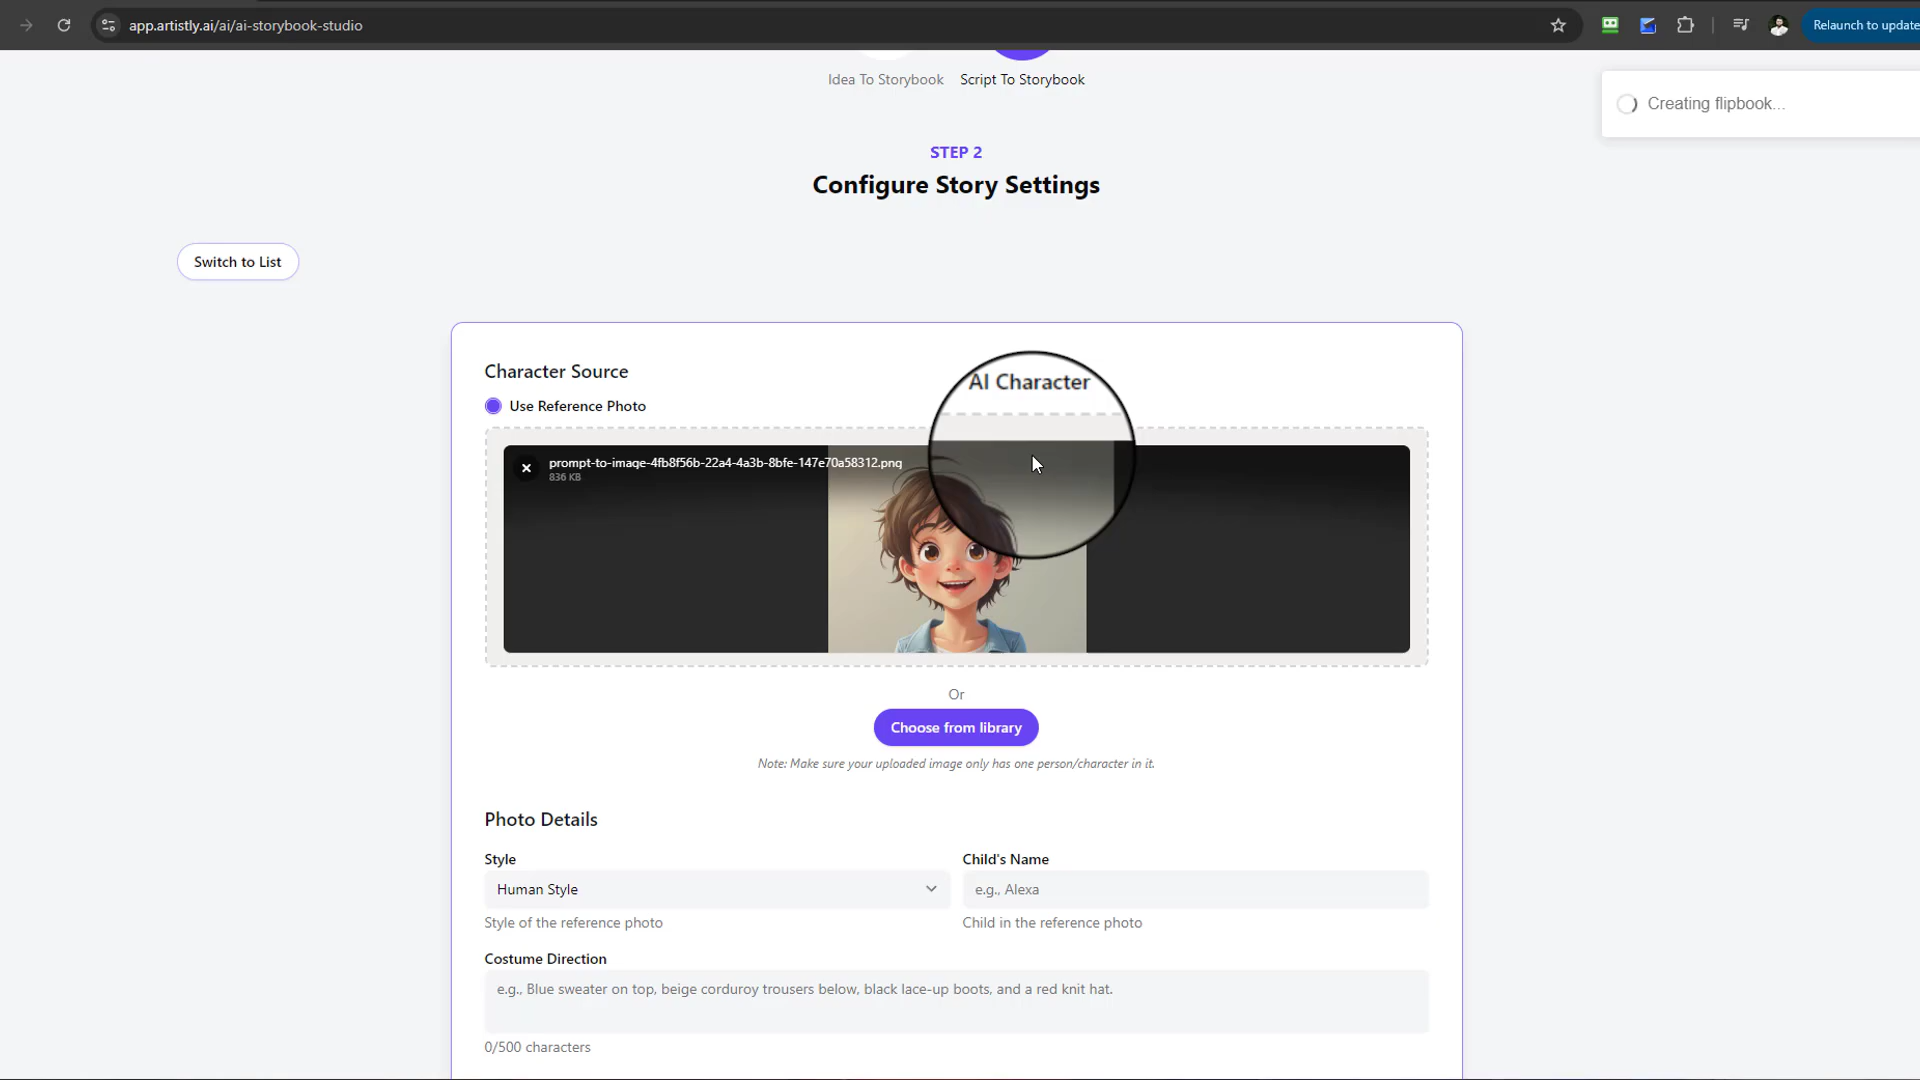 app.artistly.ai/ai/ai-storybook-studio
Relaunch to update
Idea To Storybook
Script To Storybook
Creating flipbook...
STEP 2
Configure Story Settings
Switch to List
Character Source
AI Character
Use Reference Photo
prompt-to-image-4fb8f56b-22a4-4a3b-8bfe-147e70a58312.png
836 KB
Or
Choose from library
Note: Make sure your uploaded image only has one person/character in it.
Photo Details
Style
Child's Name
Human Style
e.g., Alexa
Style of the reference photo
Child in the reference photo
Costume Direction
e.g., Blue sweater on top, beige corduroy trousers below, black lace-up boots, and a red knit hat.
0/500 characters